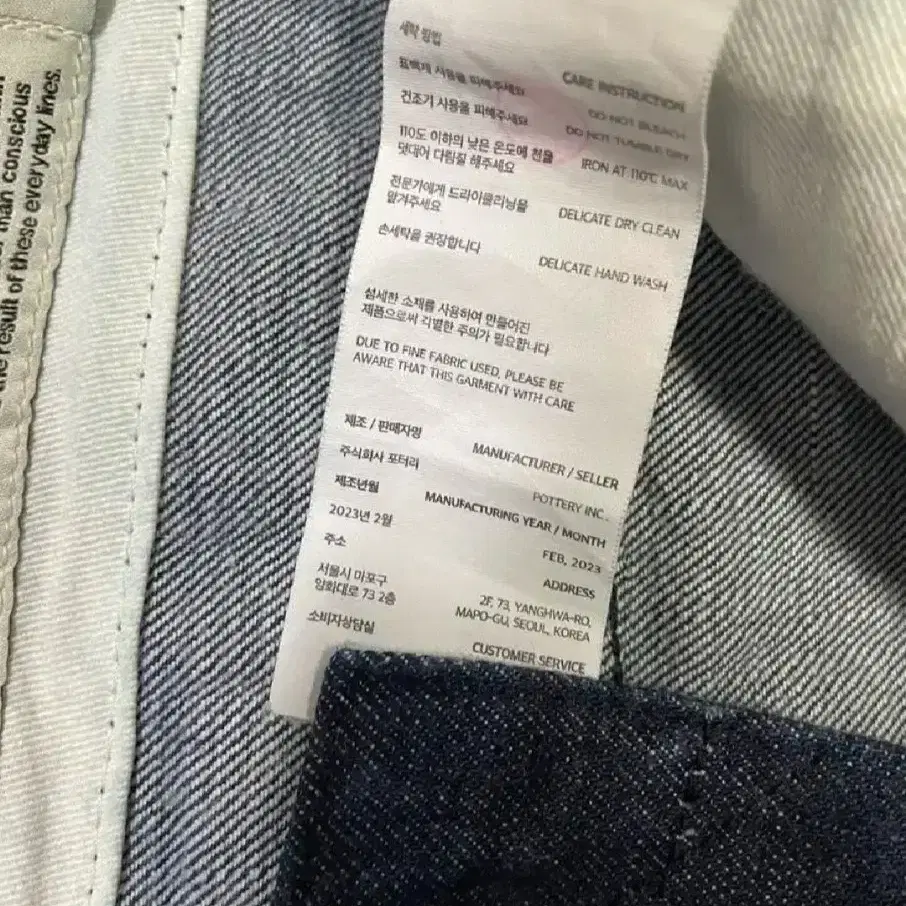 than conscious
the result of these everyday lines.
세탁 방법
CARE INSTRUCTION
표백제 사용을 피해주세요
DO NOT BLEACH
건조기 사용을 피해주세요
DO NOT TUMBLE DRY
110도 이하의 낮은 온도에 천을
덧대어 다림질 해주세요
IRON AT 110℃ MAX
전문가에게 드라이클리닝을
맡겨주세요
DELICATE DRY CLEAN
손세탁을 권장합니다
DELICATE HAND WASH
섬세한 소재를 사용하여 만들어진
제품으로써 각별한 주의가 필요합니다
DUE TO FINE FABRIC USED, PLEASE BE
AWARE THAT THIS GARMENT WITH CARE
제조 / 판매자명
MANUFACTURER / SELLER
주식회사 포터리
POTTERY INC.
제조년월
MANUFACTURING YEAR / MONTH
2023년 2월
FEB, 2023
주소
ADDRESS
서울시 마포구
양화대로 73 2층
2F, 73, YANGHWA-RO,
MAPO-GU, SEOUL, KOREA
소비자상담실
CUSTOMER SERVICE